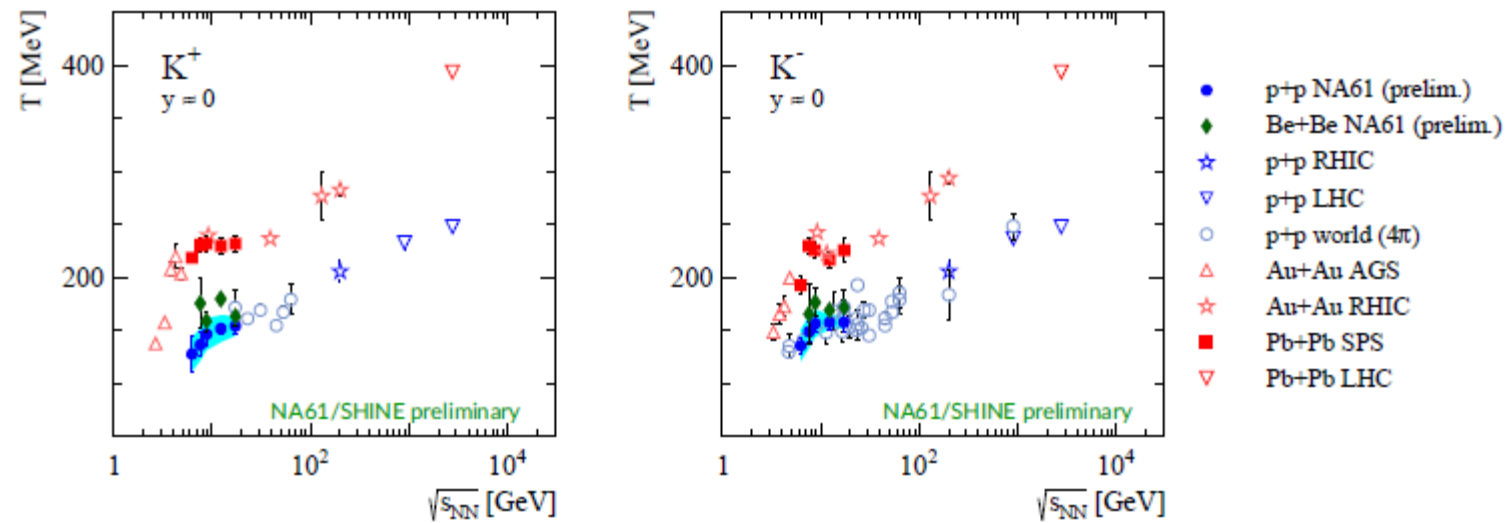 T [MeV]
400
200
K+
y = 0
NA61/SHINE preliminary
1
10²
10⁴
√sNN [GeV]
T [MeV]
400
200
K-
y = 0
NA61/SHINE preliminary
1
10²
10⁴
√sNN [GeV]
p+p NA61 (prelim.)
Be+Be NA61 (prelim.)
p+p RHIC
p+p LHC
p+p world (4π)
Au+Au AGS
Au+Au RHIC
Pb+Pb SPS
Pb+Pb LHC